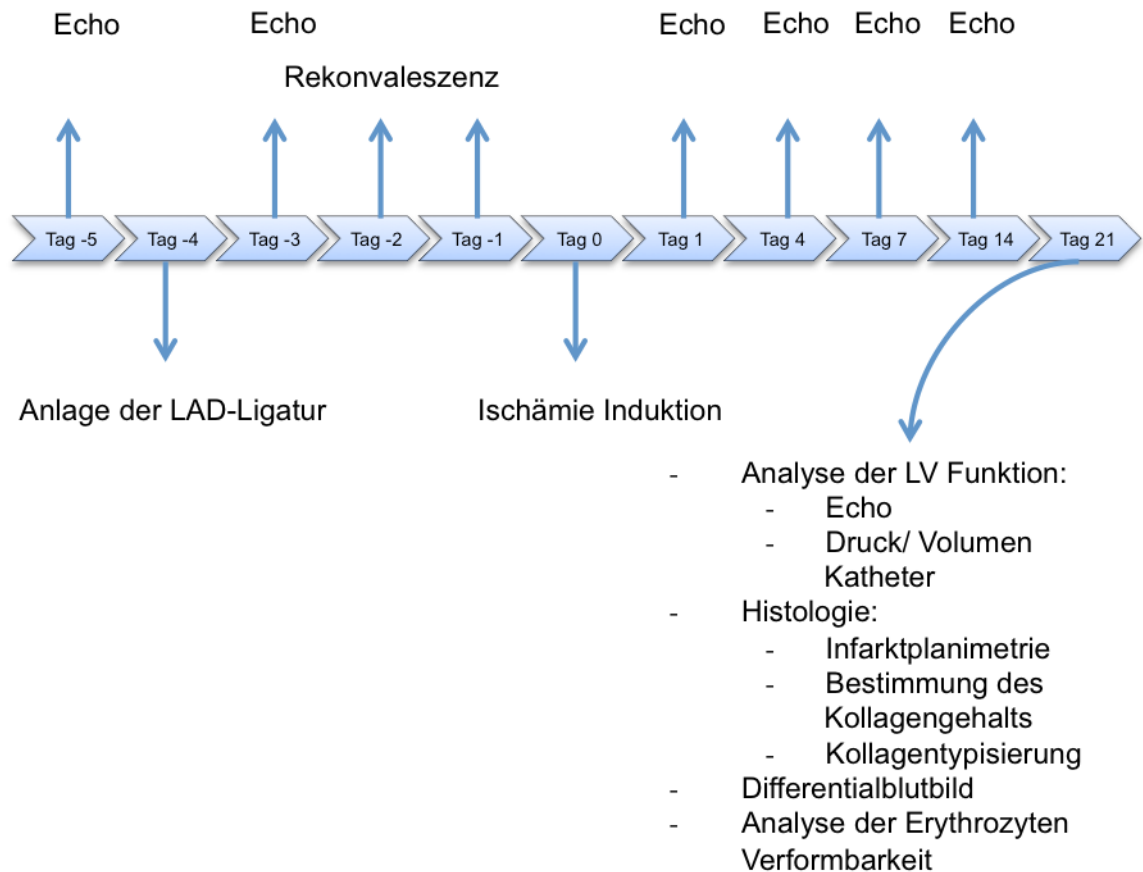 Echo Echo Echo Echo Echo Echo
Rekonvaleszenz
Tag -5 Tag -4 Tag -3 Tag -2 Tag -1 Tag 0 Tag 1 Tag 4 Tag 7 Tag 14 Tag 21
Anlage der LAD-Ligatur Ischämie Induktion
- Analyse der LV Funktion:
- Echo
- Druck/ Volumen
Katheter
- Histologie:
- Infarktplanimetrie
- Bestimmung des
Kollagengehalts
- Kollagentypisierung
- Differentialblutbild
- Analyse der Erythrozyten
Verformbarkeit